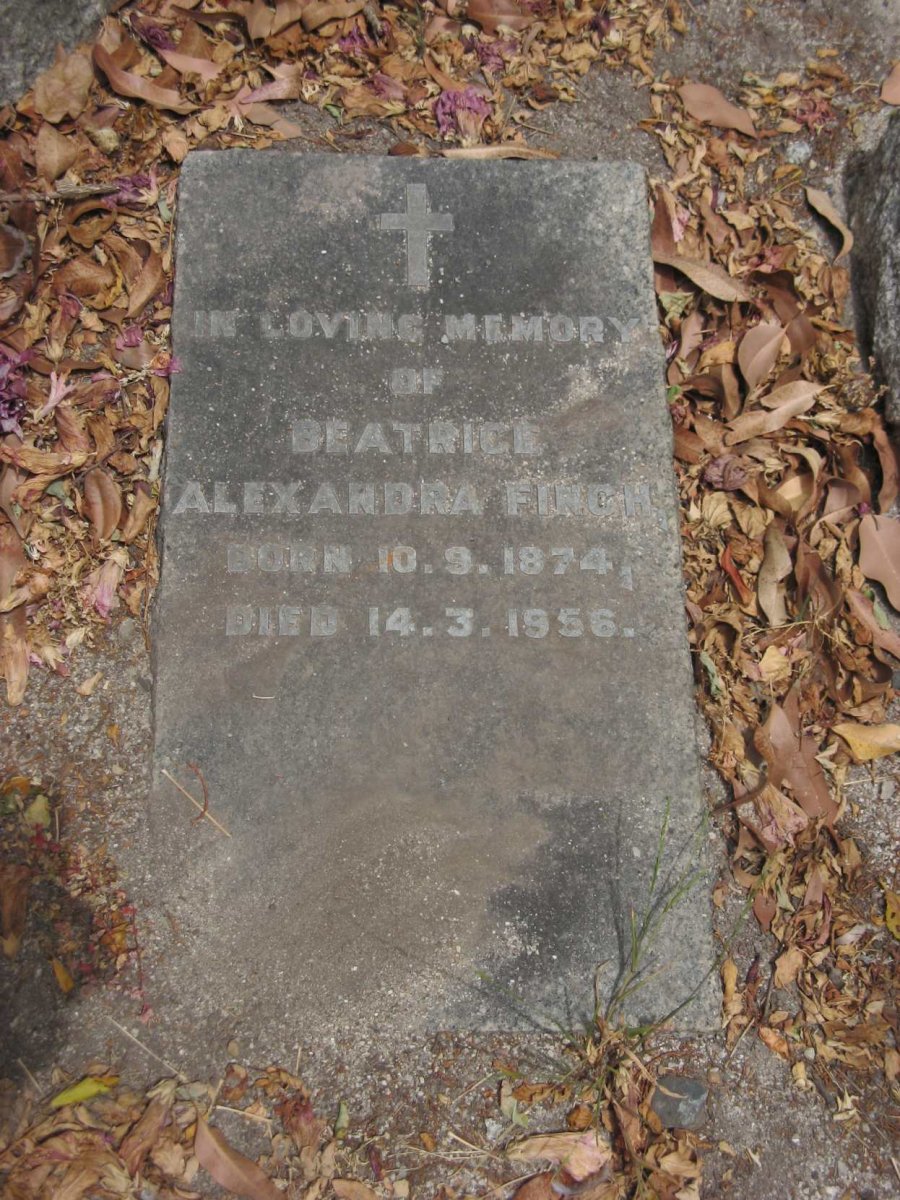 IN LOVING MEMORY
OF
BEATRICE
ALEXANDRA FINCH,
BORN 10.9.1874,
DIED 14.3.1956.